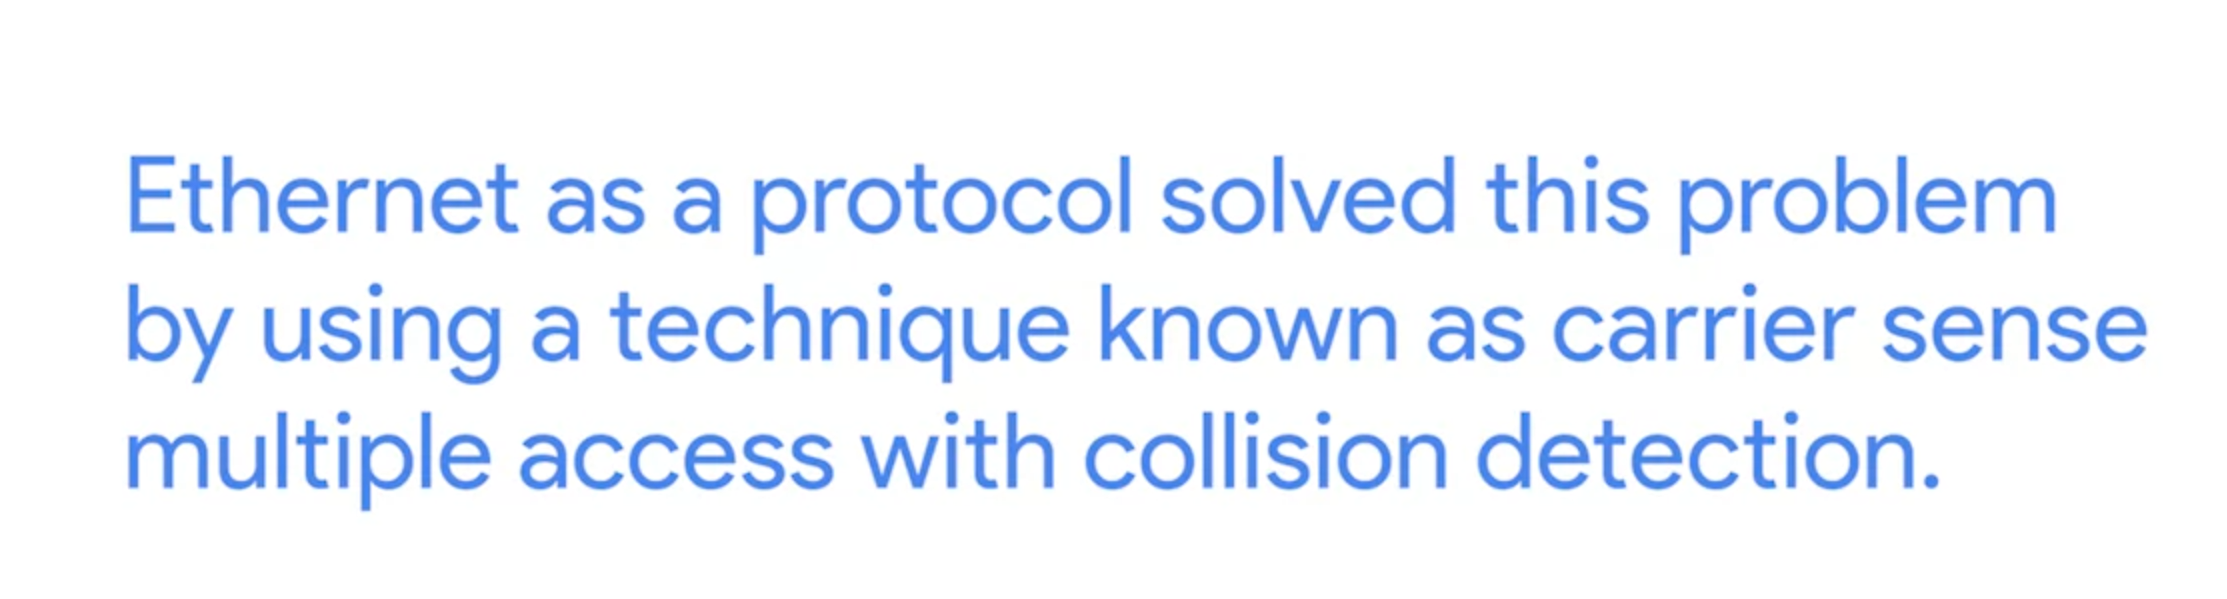 Ethernet as a protocol solved this problem
by using a technique known as carrier sense
multiple access with collision detection.